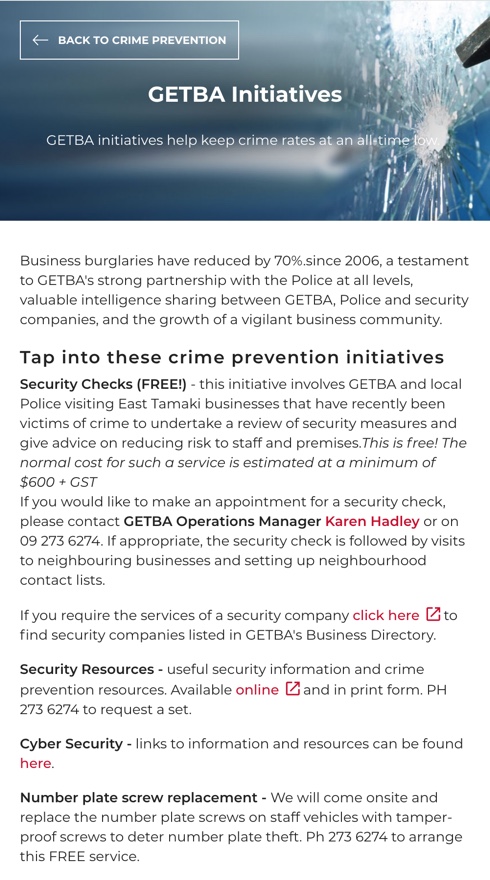 BACK TO CRIME PREVENTION
GETBA Initiatives
GETBA initiatives help keep crime rates at an all-time low.
Business burglaries have reduced by 70%.since 2006, a testament
to GETBA's strong partnership with the Police at all levels,
valuable intelligence sharing between GETBA, Police and security
companies, and the growth of a vigilant business community.
Tap into these crime prevention initiatives
Security Checks (FREE!) - this initiative involves GETBA and local
Police visiting East Tamaki businesses that have recently been
victims of crime to undertake a review of security measures and
give advice on reducing risk to staff and premises.This is free! The
normal cost for such a service is estimated at a minimum of
$600 + GST
If you would like to make an appointment for a security check,
please contact GETBA Operations Manager Karen Hadley or on
09 273 6274. If appropriate, the security check is followed by visits
to neighbouring businesses and setting up neighbourhood
contact lists.
If you require the services of a security company click here to
find security companies listed in GETBA's Business Directory.
Security Resources - useful security information and crime
prevention resources. Available online and in print form. PH
273 6274 to request a set.
Cyber Security - links to information and resources can be found
here.
Number plate screw replacement - We will come onsite and
replace the number plate screws on staff vehicles with tamper-
proof screws to deter number plate theft. Ph 273 6274 to arrange
this FREE service.